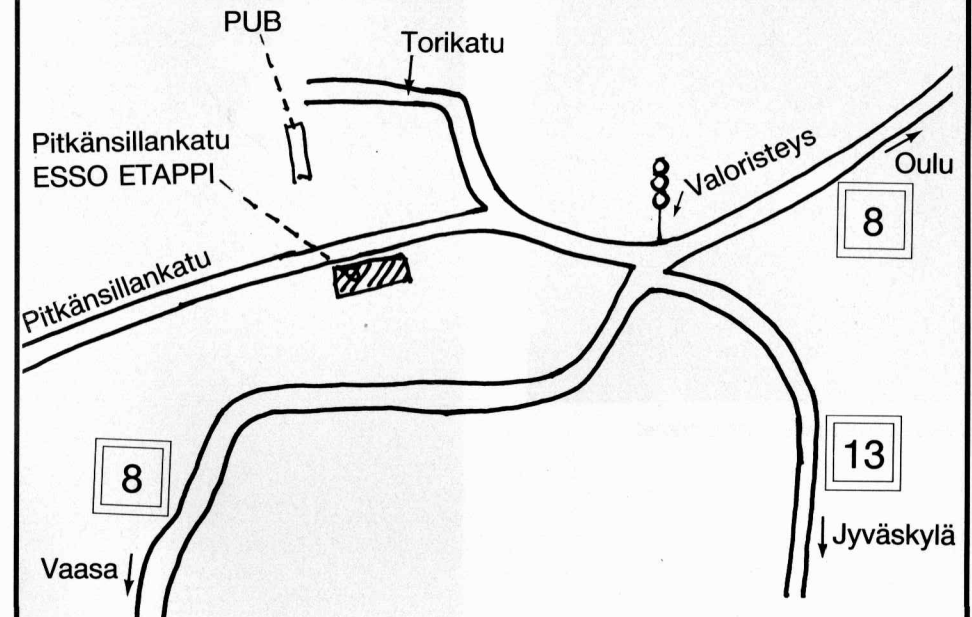 PUB
Torikatu
Pitkänsillankatu
ESSO ETAPPI
Valoristeys
Oulu
8
Pitkänsillankatu
8
13
Vaasa
Jyväskylä